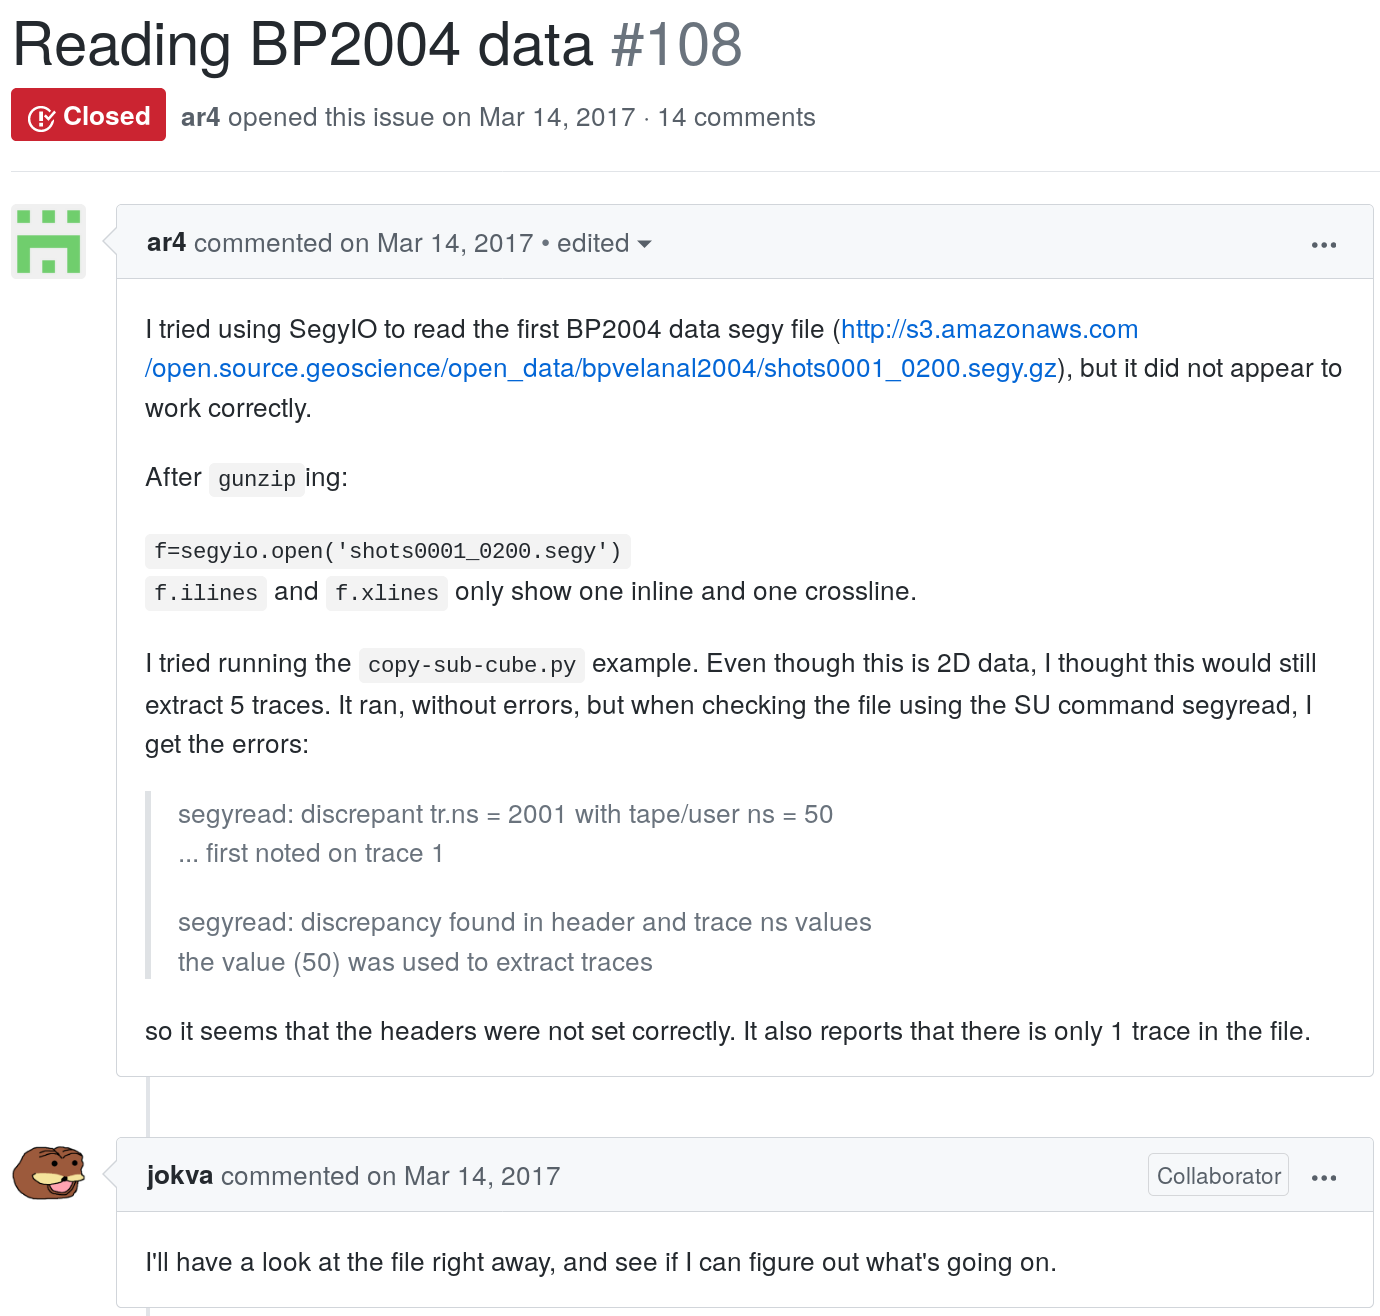 Reading BP2004 data #108
Closed
ar4 opened this issue on Mar 14, 2017 · 14 comments
ar4 commented on Mar 14, 2017 • edited
I tried using SegyIO to read the first BP2004 data segy file (http://s3.amazonaws.com
/open.source.geoscience/open_data/bpvelanal2004/shots0001_0200.segy.gz), but it did not appear to
work correctly.
After gunziping:
f=segyio.open('shots0001_0200.segy')
f.ilines and f.xlines only show one inline and one crossline.
I tried running the copy-sub-cube.py example. Even though this is 2D data, I thought this would still
extract 5 traces. It ran, without errors, but when checking the file using the SU command segyread, I
get the errors:
segyread: discrepant tr.ns = 2001 with tape/user ns = 50
... first noted on trace 1
segyread: discrepancy found in header and trace ns values
the value (50) was used to extract traces
so it seems that the headers were not set correctly. It also reports that there is only 1 trace in the file.
jokva commented on Mar 14, 2017
Collaborator
I'll have a look at the file right away, and see if I can figure out what's going on.